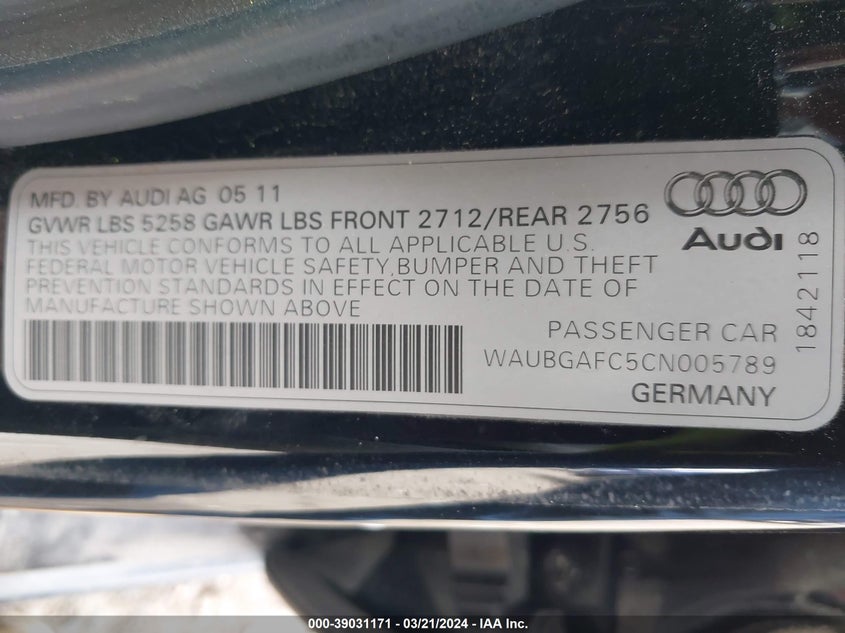 MFD. BY AUDI AG 05 11
GVWR LBS 5258 GAWR LBS FRONT 2712/REAR 2756
THIS VEHICLE CONFORMS TO ALL APPLICABLE U.S.
FEDERAL MOTOR VEHICLE SAFETY,BUMPER AND THEFT
PREVENTION STANDARDS IN EFFECT ON THE DATE OF
MANUFACTURE SHOWN ABOVE
Audi
1842118
PASSENGER CAR
WAUBGAFC5CN005789
GERMANY
000-39031171 | 03/21/2024 | IAA Inc.